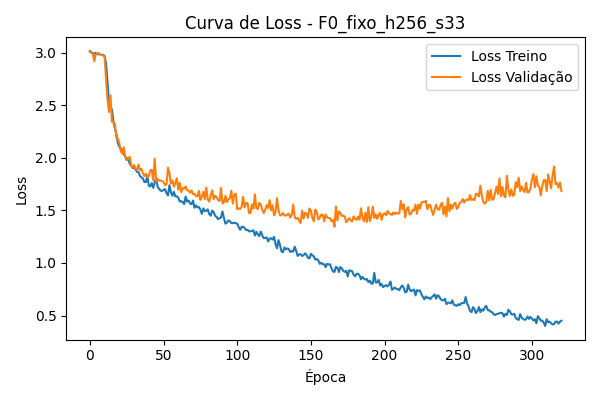 Curva de Loss - F0_fixo_h256_s33
Loss
3.0
2.5
2.0
1.5
1.0
0.5
Loss Treino
Loss Validação
0 50 100 150 200 250 300
Época